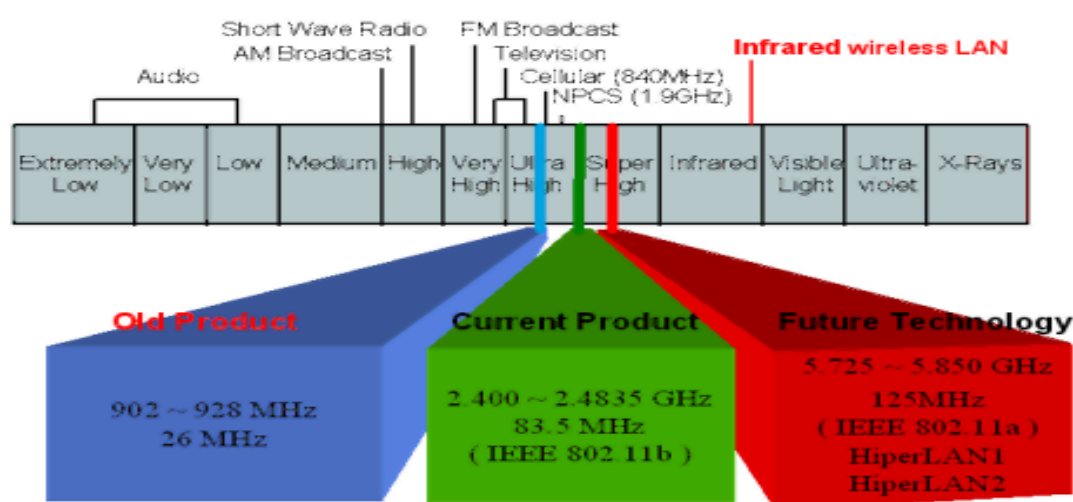 Short Wave Radio
FM Broadcast
AM Broadcast
Television
Infrared wireless LAN
Audio
Cellular (840MHz)
NPCS (1.9GHz)
Extremely
Low
Very
Low
Low
Medium
High
Very
High
Ultra
High
Super
High
Infrared
Visible
Light
Ultra-
violet
X-Rays
Old Product
902 ~ 928 MHz
26 MHz
Current Product
2.400 ~ 2.4835 GHz
83.5 MHz
( IEEE 802.11b )
Future Technology
5.725 ~ 5.850 GHz
125MHz
( IEEE 802.11a )
HiperLAN1
HiperLAN2